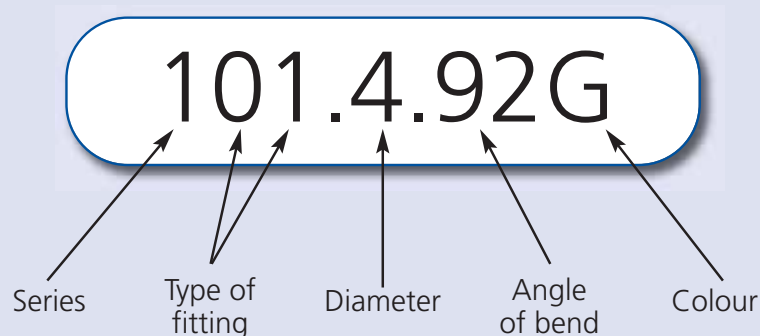 101.4.92G
Series
Type of
fitting
Diameter
Angle
of bend
Colour